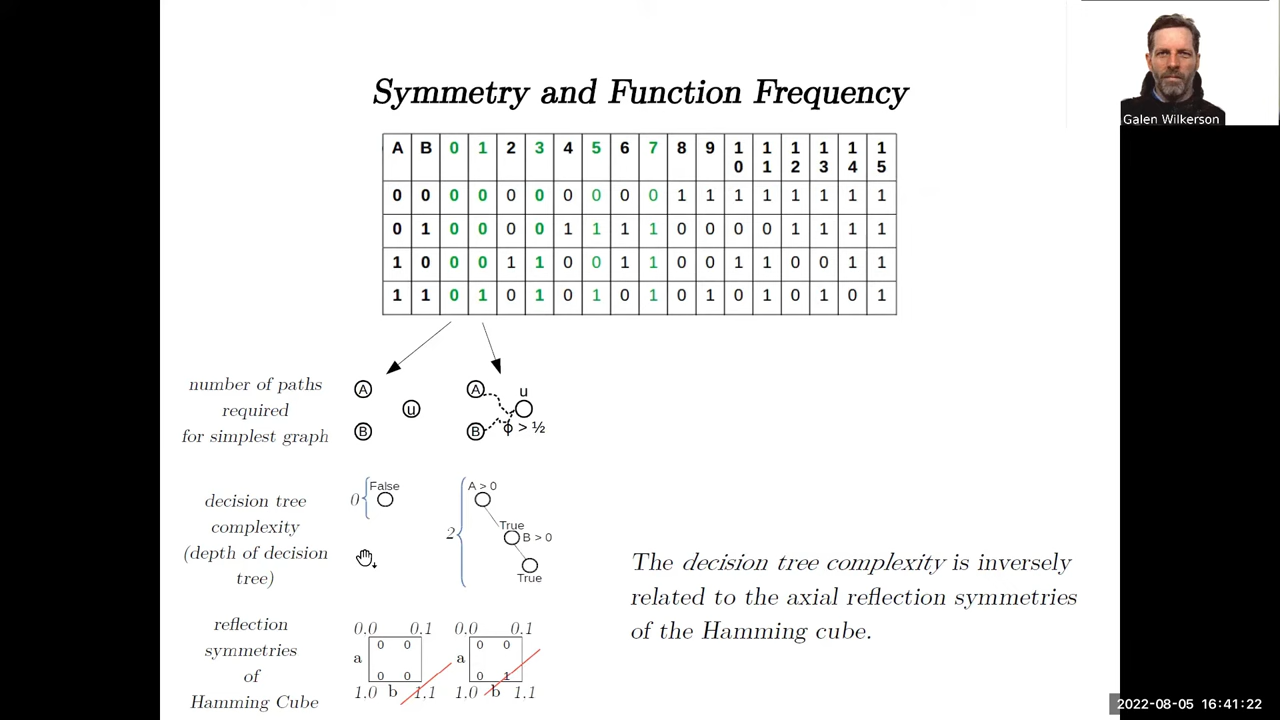 Galen Wilkerson
Symmetry and Function Frequency
A B 0 1 2 3 4 5 6 7 8 9 10 11 12 13 14 15
0 0 0 0 0 0 0 0 0 0 1 1 1 1 1 1 1 1
0 1 0 0 0 0 1 1 1 1 0 0 0 0 1 1 1 1
1 0 0 0 1 1 0 0 1 1 0 0 1 1 0 0 1 1
1 1 0 1 0 1 0 1 0 1 0 1 0 1 0 1 0 1
number of paths
required
for simplest graph
A
u
B
A
u
B
ϕ > ½
decision tree
complexity
(depth of decision
tree)
0
False
2
A > 0
True
B > 0
True
The decision tree complexity is inversely
related to the axial reflection symmetries
of the Hamming cube.
reflection
symmetries
of
Hamming Cube
0.0 0.1
0 0
a
0 0
1.0 b 1.1
0.0 0.1
0 0
a
0 1
1.0 b 1.1
2022-08-05 16:41:22